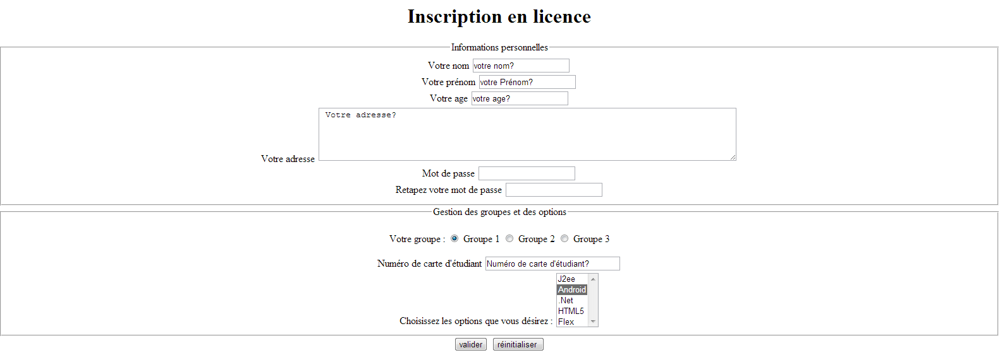 Inscription en licence
Informations personnelles
Votre nom votre nom?
Votre prénom votre Prénom?
Votre age votre age?
Votre adresse?
Votre adresse
Mot de passe
Retapez votre mot de passe
Gestion des groupes et des options
Votre groupe : Groupe 1 Groupe 2 Groupe 3
Numéro de carte d'étudiant Numéro de carte d'étudiant?
J2ee
Android
.Net
HTML5
Choisissez les options que vous désirez : Flex
valider réinitialiser